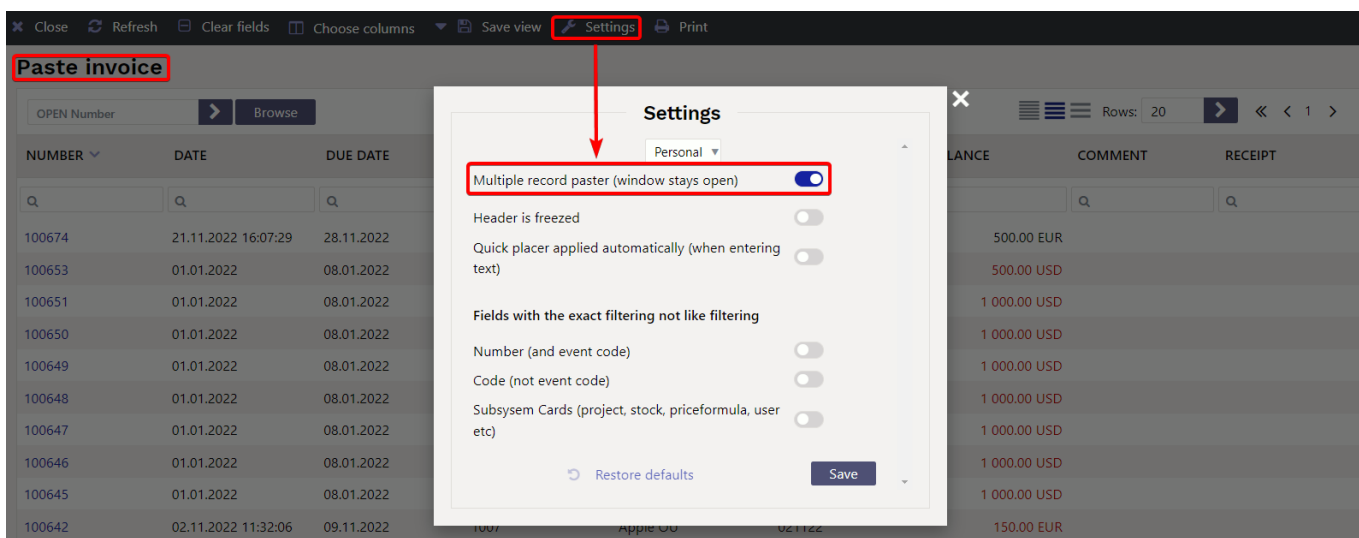 Close Refresh Clear fields Choose columns Save view Settings Print
Paste invoice
OPEN Number Browse Rows: 20 1
Settings
Personal
NUMBER DATE DUE DATE LANCE COMMENT RECEIPT
Multiple record paster (window stays open)
Header is freezed
Quick placer applied automatically (when entering
text)
Fields with the exact filtering not like filtering
Number (and event code)
Code (not event code)
Subsysem Cards (project, stock, priceformula, user
etc)
Restore defaults Save
100674 21.11.2022 16:07:29 28.11.2022 500.00 EUR
100653 01.01.2022 08.01.2022 500.00 USD
100651 01.01.2022 08.01.2022 1 000.00 USD
100650 01.01.2022 08.01.2022 1 000.00 USD
100649 01.01.2022 08.01.2022 1 000.00 USD
100648 01.01.2022 08.01.2022 1 000.00 USD
100647 01.01.2022 08.01.2022 1 000.00 USD
100646 01.01.2022 08.01.2022 1 000.00 USD
100645 01.01.2022 08.01.2022 1 000.00 USD
100642 02.11.2022 11:32:06 09.11.2022 1007 Apple OÜ 021122 150.00 EUR